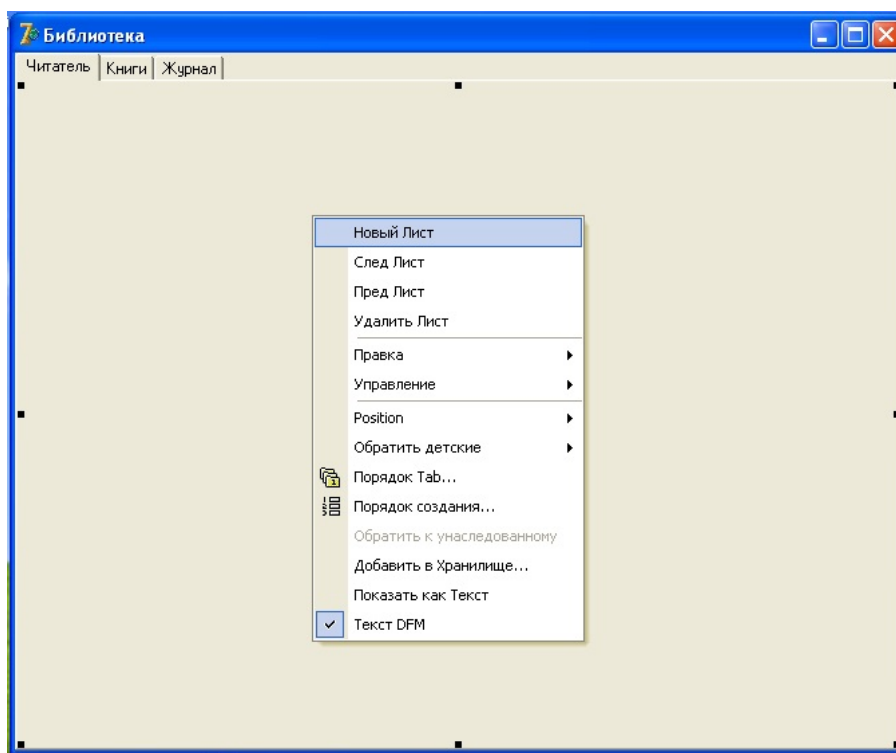 Библиотека
Читатель Книги Журнал
Новый Лист
След Лист
Пред Лист
Удалить Лист
Правка
Управление
Position
Обратить детские
Порядок Tab...
Порядок создания...
Обратить к унаследованному
Добавить в Хранилище...
Показать как Текст
Текст DFM